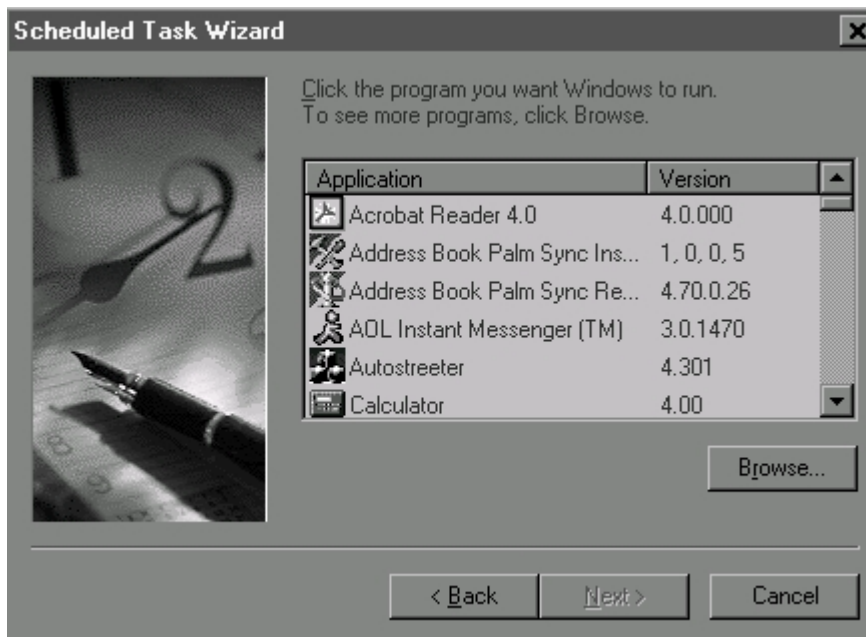 Scheduled Task Wizard
Click the program you want Windows to run.
To see more programs, click Browse.
Application Version
Acrobat Reader 4.0 4.0.000
Address Book Palm Sync Ins... 1, 0, 0, 5
Address Book Palm Sync Re... 4.70.0.26
AOL Instant Messenger (TM) 3.0.1470
Autostreeter 4.301
Calculator 4.00
Browse...
< Back Next > Cancel
2